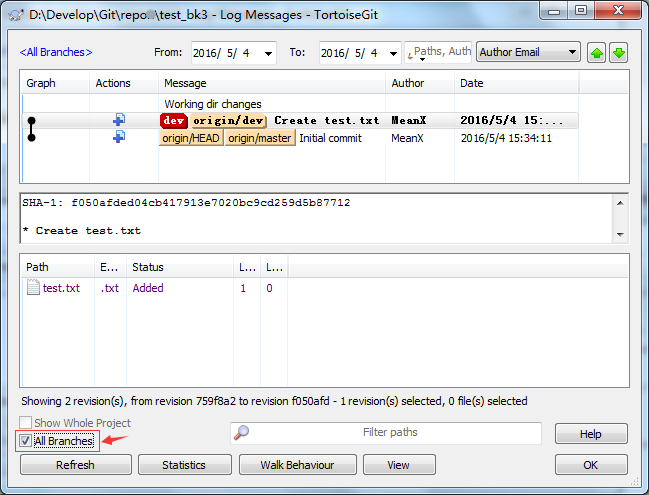 D:\Develop\Git\repo\test_bk3 - Log Messages - TortoiseGit
<All Branches> From: 2016/ 5/ 4 To: 2016/ 5/ 4 Paths, Auth Author Email
Graph Actions Message Author Date
Working dir changes
dev origin/dev Create test.txt MeanX 2016/5/4 15:...
origin/HEAD origin/master Initial commit MeanX 2016/5/4 15:34:11
SHA-1: f050afded04cb417913e7020bc9cd259d5b87712
* Create test.txt
Path E... Status L... L...
test.txt .txt Added 1 0
Showing 2 revision(s), from revision 759f8a2 to revision f050afd - 1 revision(s) selected, 0 file(s) selected
Show Whole Project
All Branches Filter paths Help
Refresh Statistics Walk Behaviour View OK